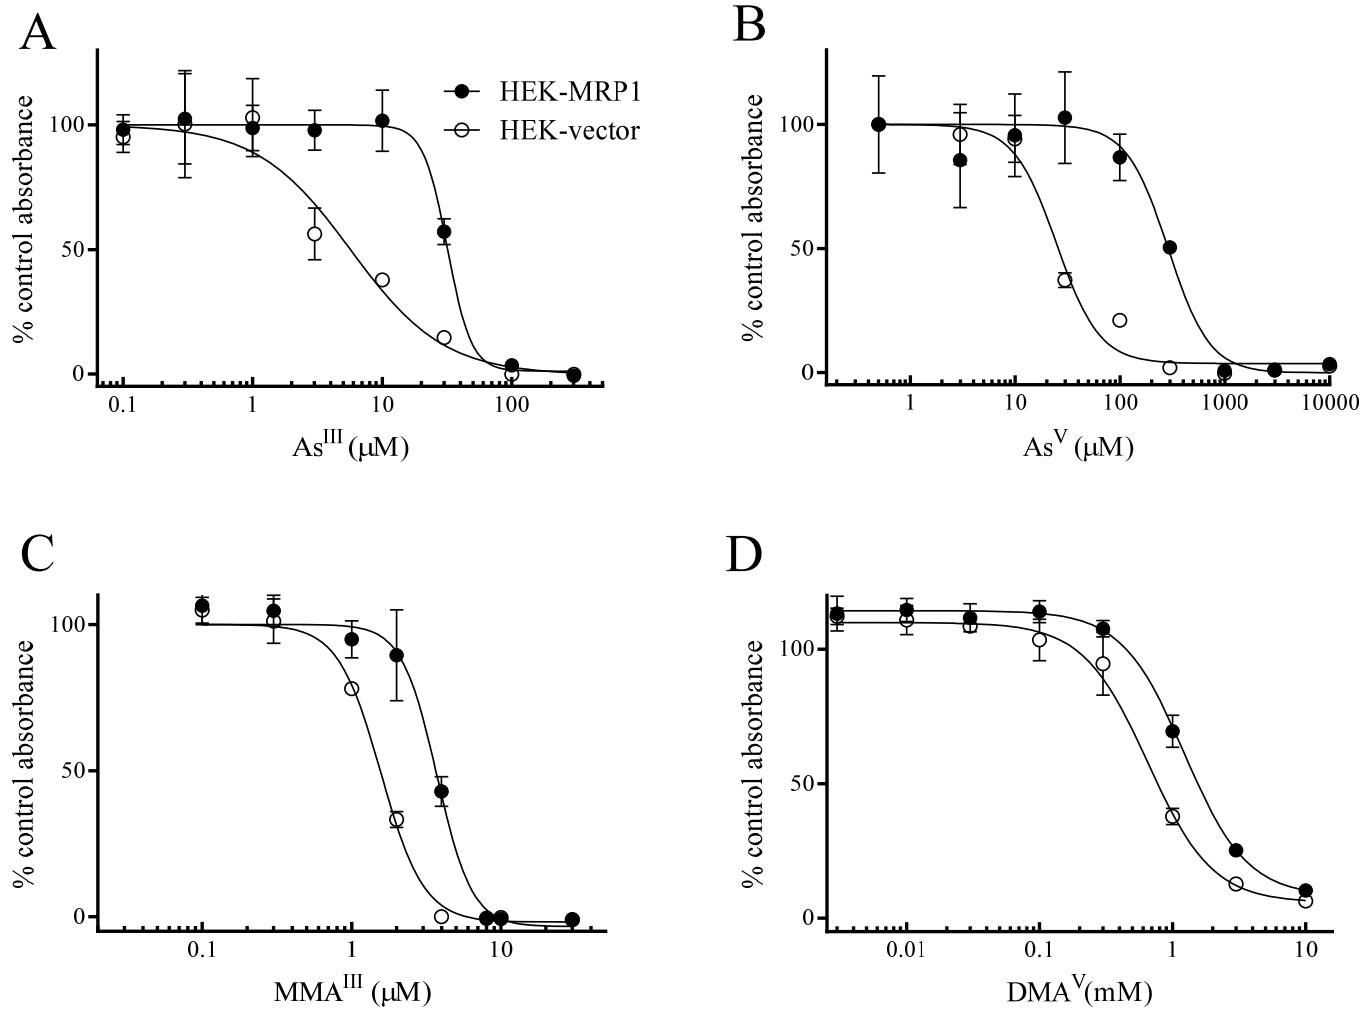 A
% control absorbance
100
50
0
0.1 1 10 100
As^III (μM)
HEK-MRP1
HEK-vector
B
% control absorbance
100
50
0
1 10 100 1000 10000
As^V (μM)
C
% control absorbance
100
50
0
0.1 1 10
MMA^III (μM)
D
% control absorbance
100
50
0
0.01 0.1 1 10
DMA^V(mM)